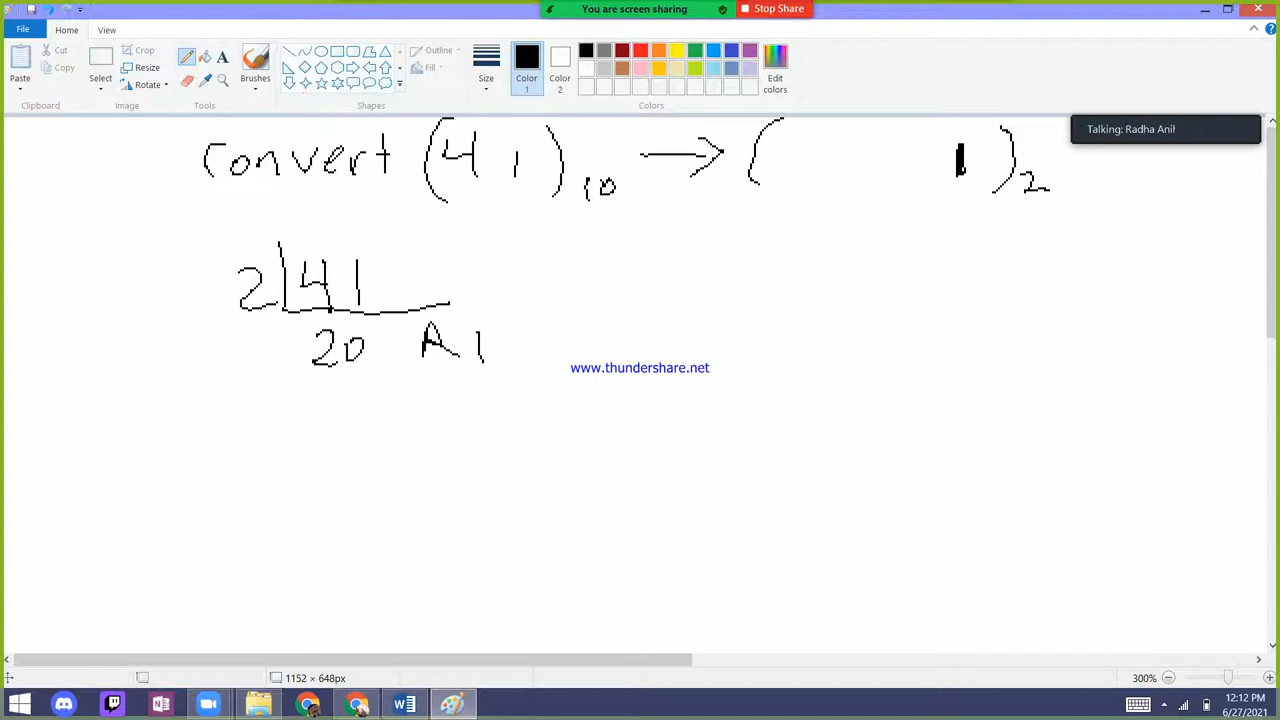 You are screen sharing Stop Share
File Home View
Paste Cut Copy Clipboard
Select Crop Resize Rotate Image
Tools
Brushes
Outline Fill Shapes
Size
Color 1 Color 2
Edit colors
Colors
Talking: Radha Anil
convert (41)10 → ( 1)2
2 41
20 R 1
www.thundershare.net
1152 × 648px 300%
12:12 PM
6/27/2021